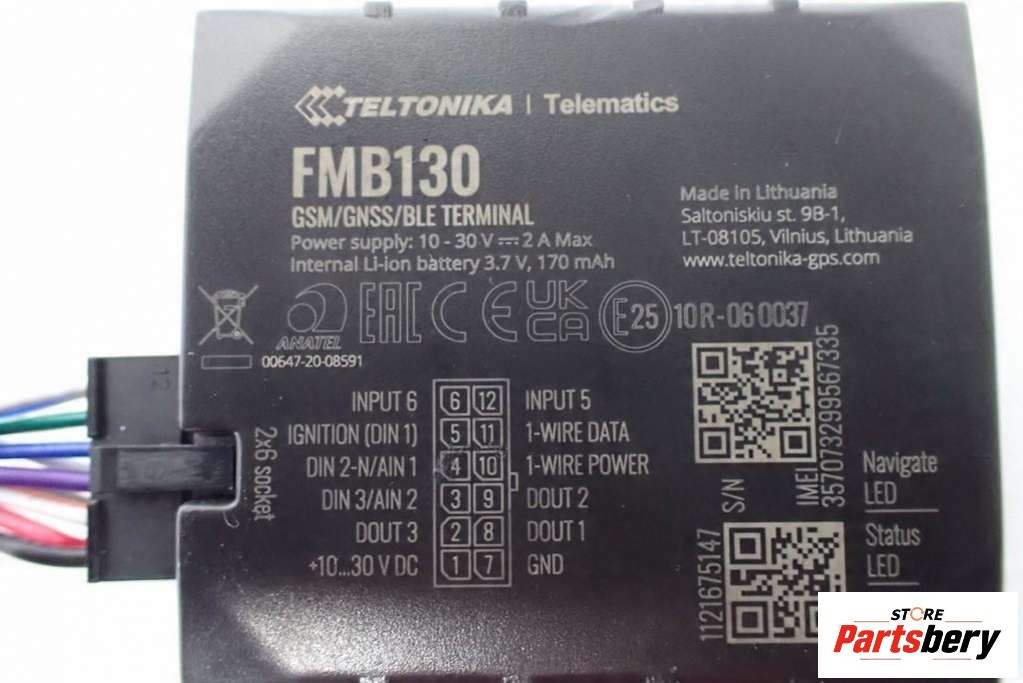 TELTONIKA | Telematics
FMB130
GSM/GNSS/BLE TERMINAL
Power supply: 10 - 30 V ⎓ 2 A Max
Internal Li-ion battery 3.7 V, 170 mAh
Made in Lithuania
Saltoniskiu st. 9B-1,
LT-08105, Vilnius, Lithuania
www.teltonika-gps.com
ANATEL
00647-20-08591
EAC CE UKCA E25 10R-06 0037
2x6 socket
INPUT 6 6 12 INPUT 5
IGNITION (DIN 1) 5 11 1-WIRE DATA
DIN 2-N/AIN 1 4 10 1-WIRE POWER
DIN 3/AIN 2 3 9 DOUT 2
DOUT 3 2 8 DOUT 1
+10...30 V DC 1 7 GND
S/N
1121675147
IMEI
357073299567335
Navigate
LED
Status
LED
STORE
Partsbery